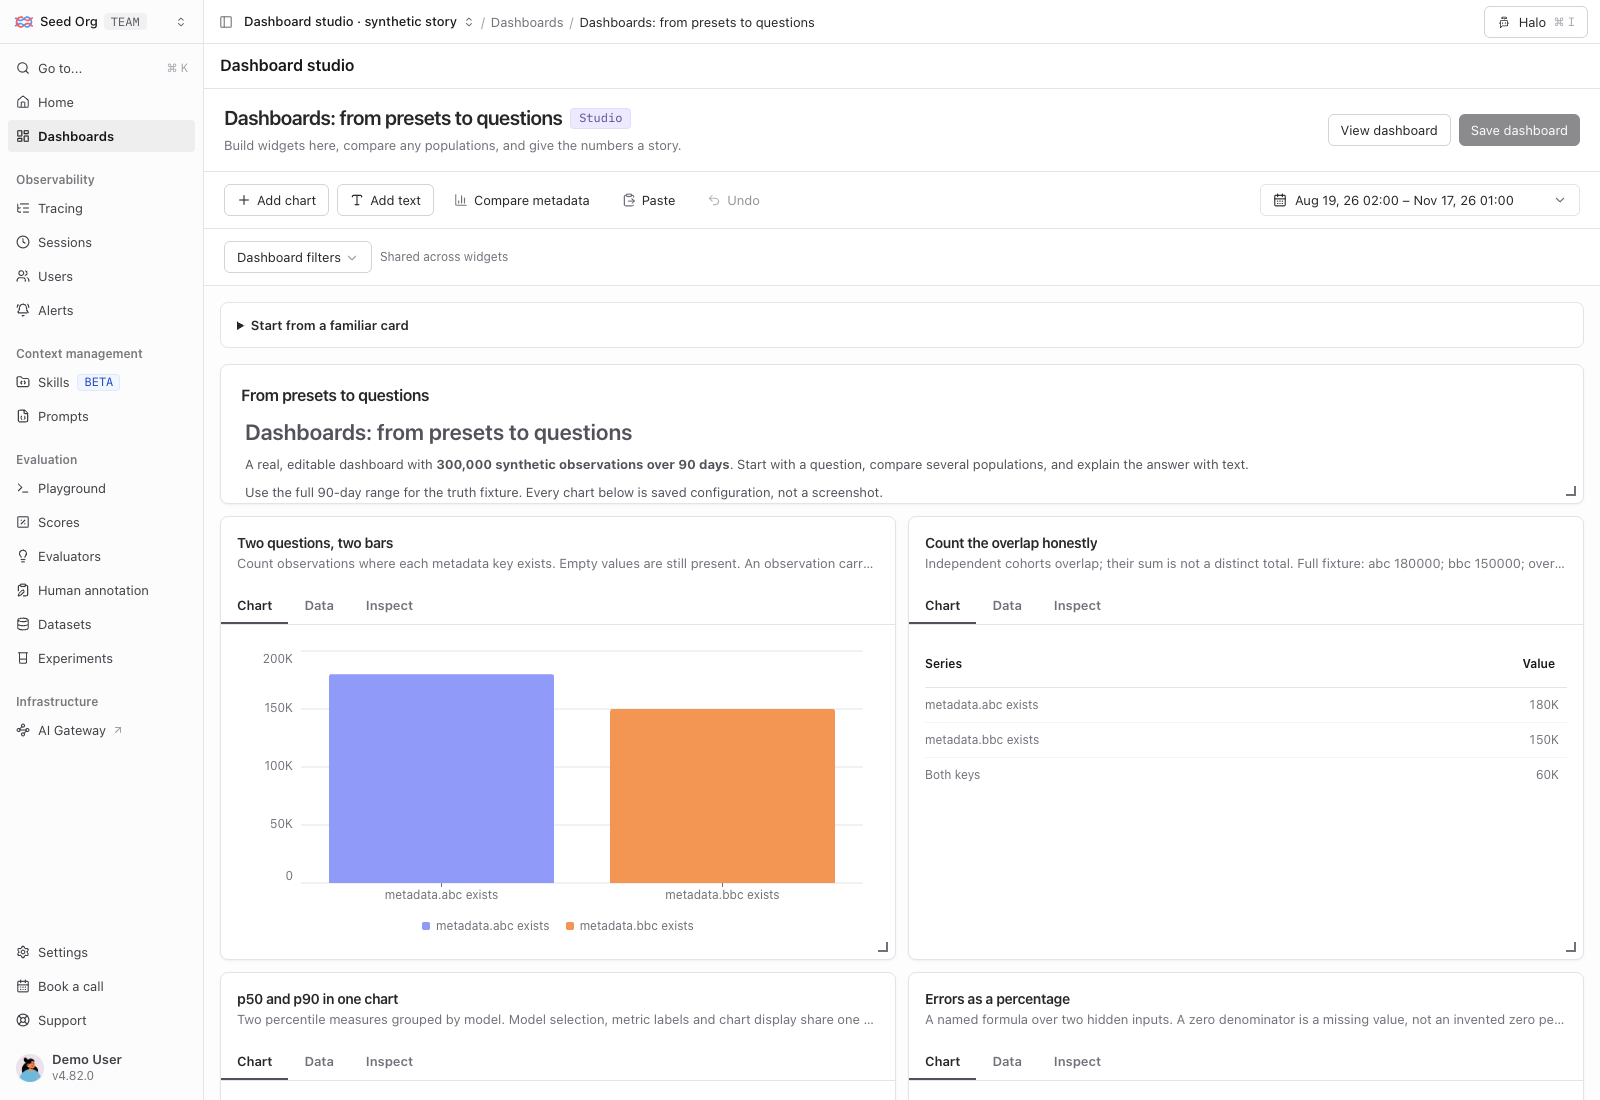 Seed Org TEAM
Go to... ⌘ K
Home
Dashboards
Observability
Tracing
Sessions
Users
Alerts
Context management
Skills BETA
Prompts
Evaluation
Playground
Scores
Evaluators
Human annotation
Datasets
Experiments
Infrastructure
AI Gateway
Settings
Book a call
Support
Demo User
v4.82.0
Dashboard studio · synthetic story / Dashboards / Dashboards: from presets to questions
Halo ⌘ I
Dashboard studio
Dashboards: from presets to questions Studio
Build widgets here, compare any populations, and give the numbers a story.
View dashboard Save dashboard
Add chart Add text Compare metadata Paste Undo
Aug 19, 26 02:00 – Nov 17, 26 01:00
Dashboard filters Shared across widgets
Start from a familiar card
From presets to questions
Dashboards: from presets to questions
A real, editable dashboard with 300,000 synthetic observations over 90 days. Start with a question, compare several populations, and explain the answer with text.
Use the full 90-day range for the truth fixture. Every chart below is saved configuration, not a screenshot.
Two questions, two bars
Count observations where each metadata key exists. Empty values are still present. An observation carr...
Chart Data Inspect
200K
150K
100K
50K
0
metadata.abc exists metadata.bbc exists
metadata.abc exists metadata.bbc exists
Count the overlap honestly
Independent cohorts overlap; their sum is not a distinct total. Full fixture: abc 180000; bbc 150000; over...
Chart Data Inspect
Series Value
metadata.abc exists 180K
metadata.bbc exists 150K
Both keys 60K
p50 and p90 in one chart
Two percentile measures grouped by model. Model selection, metric labels and chart display share one ...
Chart Data Inspect
Errors as a percentage
A named formula over two hidden inputs. A zero denominator is a missing value, not an invented zero pe...
Chart Data Inspect